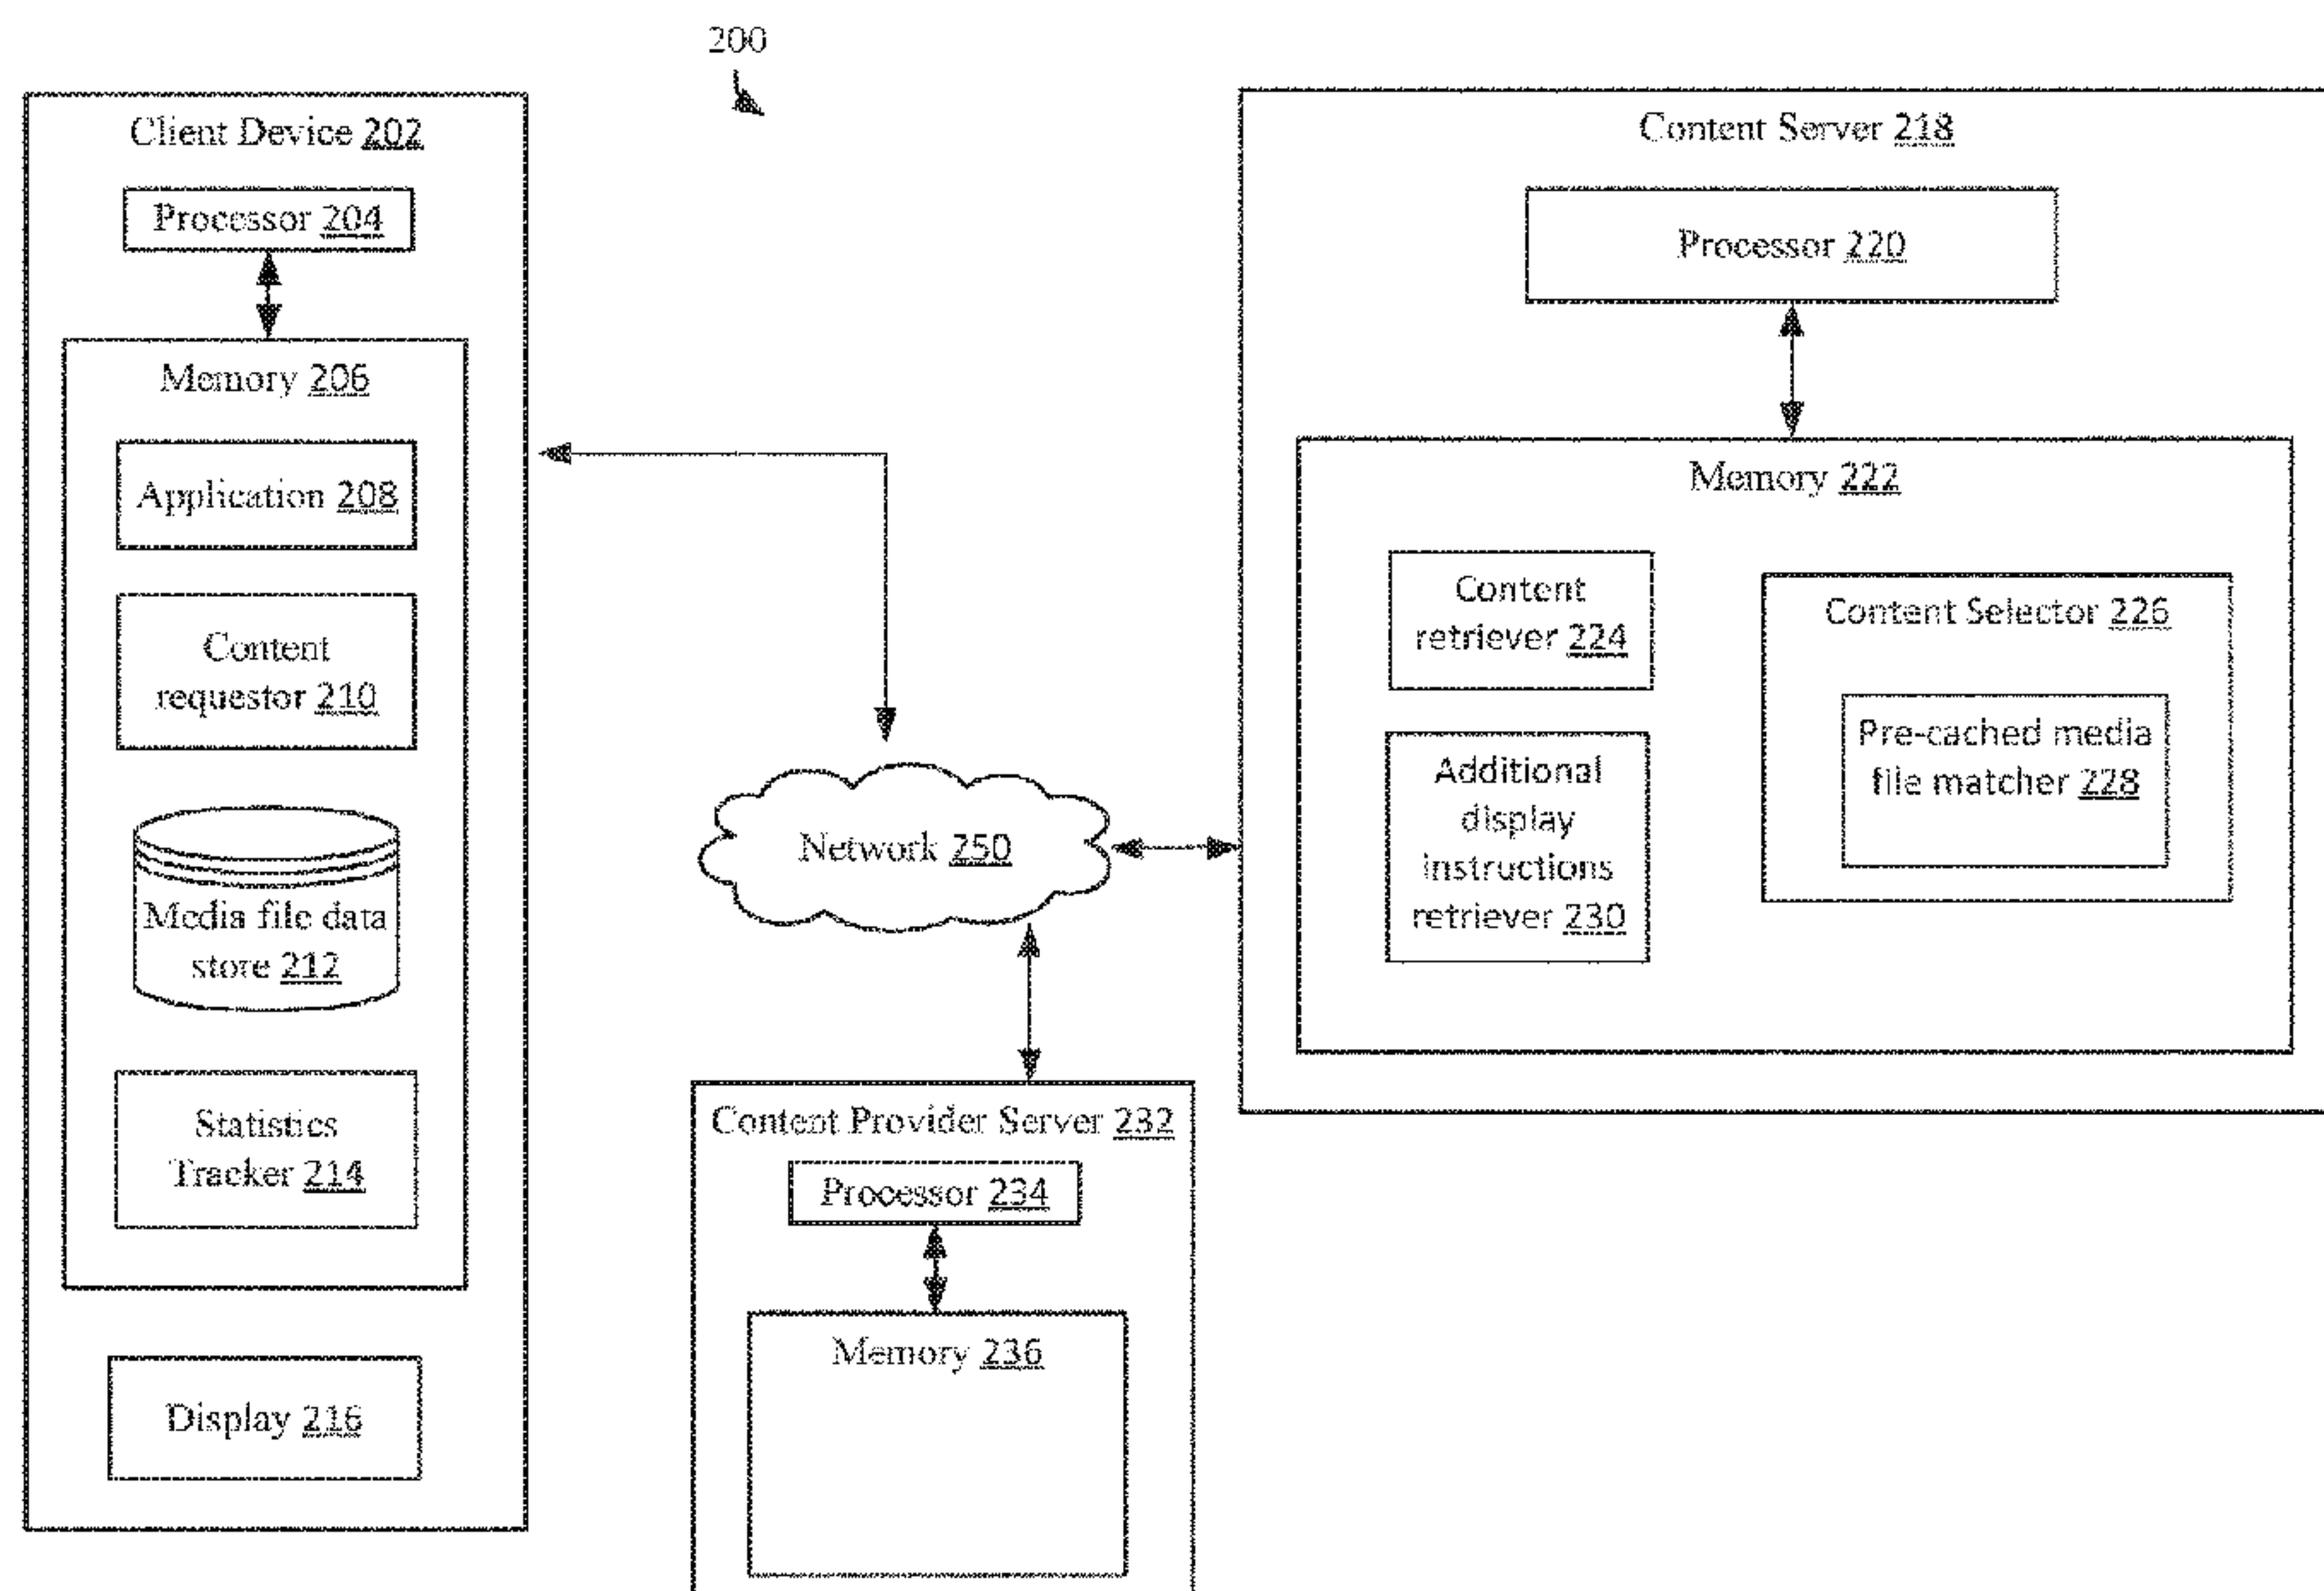 200
Client Device 202
Processor 204
Memory 206
Application 208
Content
requestor 210
Media file data
store 212
Statistics
Tracker 214
Display 216
Network 250
Content Provider Server 232
Processor 234
Memory 236
Content Server 218
Processor 220
Memory 222
Content
retriever 224
Additional
display
instructions
retriever 230
Content Selector 226
Pre-cached media
file matcher 228